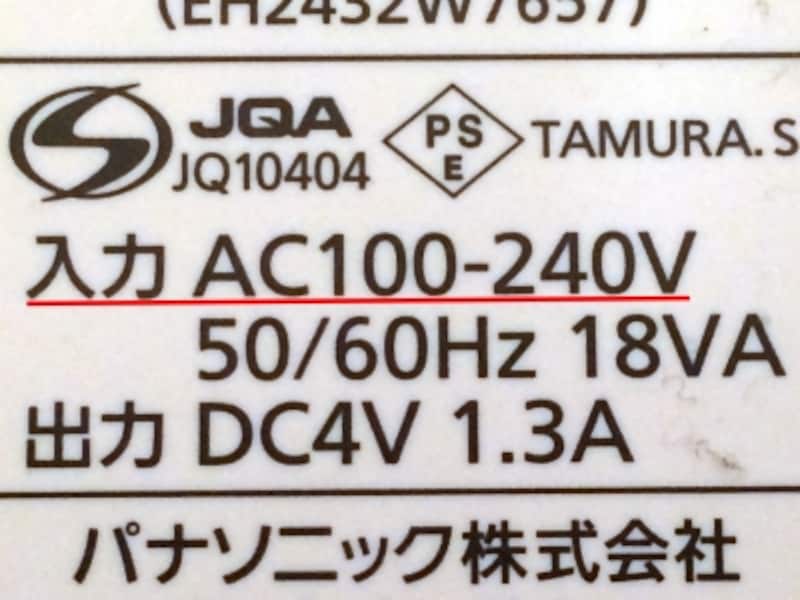 (EH2432W7657)
JQA
JQ10404
PS
E
TAMURA. S
入力 AC100-240V
50/60Hz 18VA
出力 DC4V 1.3A
パナソニック株式会社